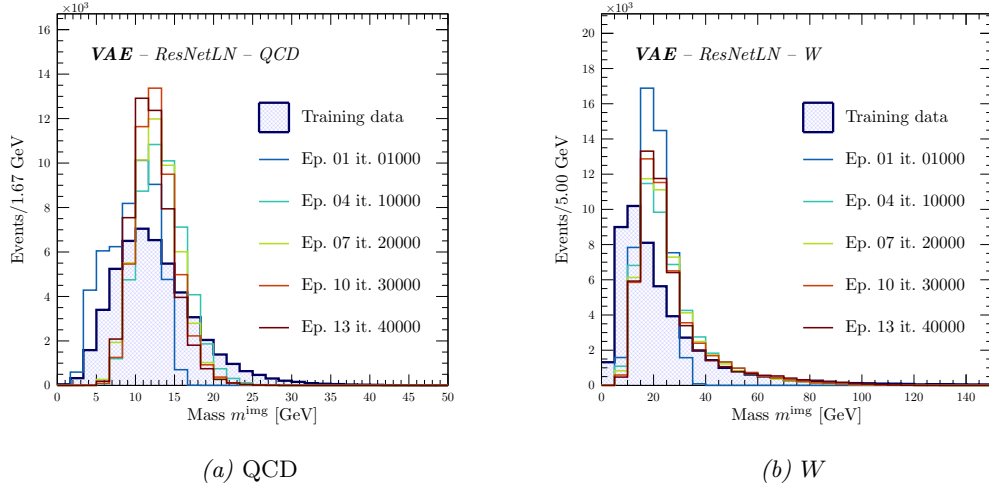 ×10³
16
14
12
10
8
6
4
2
0
Events/1.67 GeV
VAE – ResNetLN – QCD
Training data
Ep. 01 it. 01000
Ep. 04 it. 10000
Ep. 07 it. 20000
Ep. 10 it. 30000
Ep. 13 it. 40000
0 5 10 15 20 25 30 35 40 45 50
Mass m^img [GeV]
(a) QCD
×10³
20
18
16
14
12
10
8
6
4
2
0
Events/5.00 GeV
VAE – ResNetLN – W
Training data
Ep. 01 it. 01000
Ep. 04 it. 10000
Ep. 07 it. 20000
Ep. 10 it. 30000
Ep. 13 it. 40000
0 20 40 60 80 100 120 140
Mass m^img [GeV]
(b) W